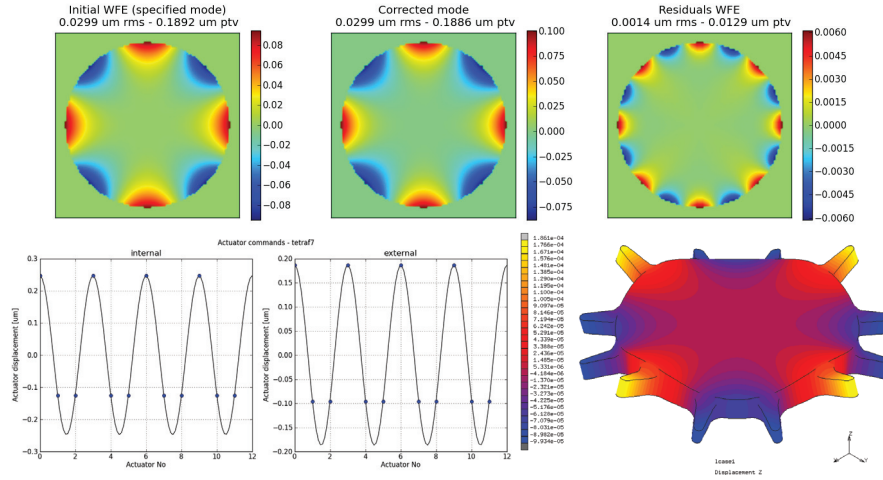 Initial WFE (specified mode)
0.0299 um rms - 0.1892 um ptv
Corrected mode
0.0299 um rms - 0.1886 um ptv
Residuals WFE
0.0014 um rms - 0.0129 um ptv
0.08
0.06
0.04
0.02
0.00
−0.02
−0.04
−0.06
−0.08
0.100
0.075
0.050
0.025
0.000
−0.025
−0.050
−0.075
0.0060
0.0045
0.0030
0.0015
0.0000
−0.0015
−0.0030
−0.0045
−0.0060
Actuator commands - tetraf7
internal
Actuator displacement [um]
0.3
0.2
0.1
0.0
−0.1
−0.2
−0.3
0 2 4 6 8 10 12
Actuator No
external
Actuator displacement [um]
0.20
0.15
0.10
0.05
0.00
−0.05
−0.10
−0.15
−0.20
0 2 4 6 8 10 12
Actuator No
1.861e-04
1.766e-04
1.671e-04
1.481e-04
1.385e-04
1.290e-04
1.195e-04
1.100e-04
1.005e-04
9.097e-05
8.146e-05
7.194e-05
6.242e-05
5.291e-05
4.339e-05
3.388e-05
2.436e-05
1.485e-05
5.331e-06
-4.184e-06
-1.370e-05
-2.321e-05
-3.273e-05
-4.225e-05
-5.176e-05
-6.128e-05
-7.079e-05
-8.031e-05
-8.982e-05
-9.934e-05
icase1
Displacement Z
Z
X